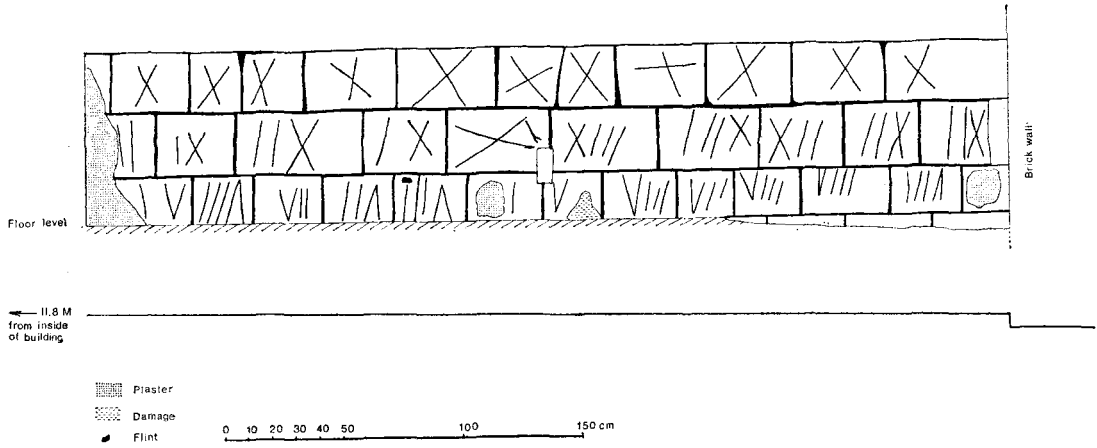 Brick wall
Floor level
11.8 M
from inside
of building
Plaster
Damage
Flint
0 10 20 30 40 50 100 150 cm